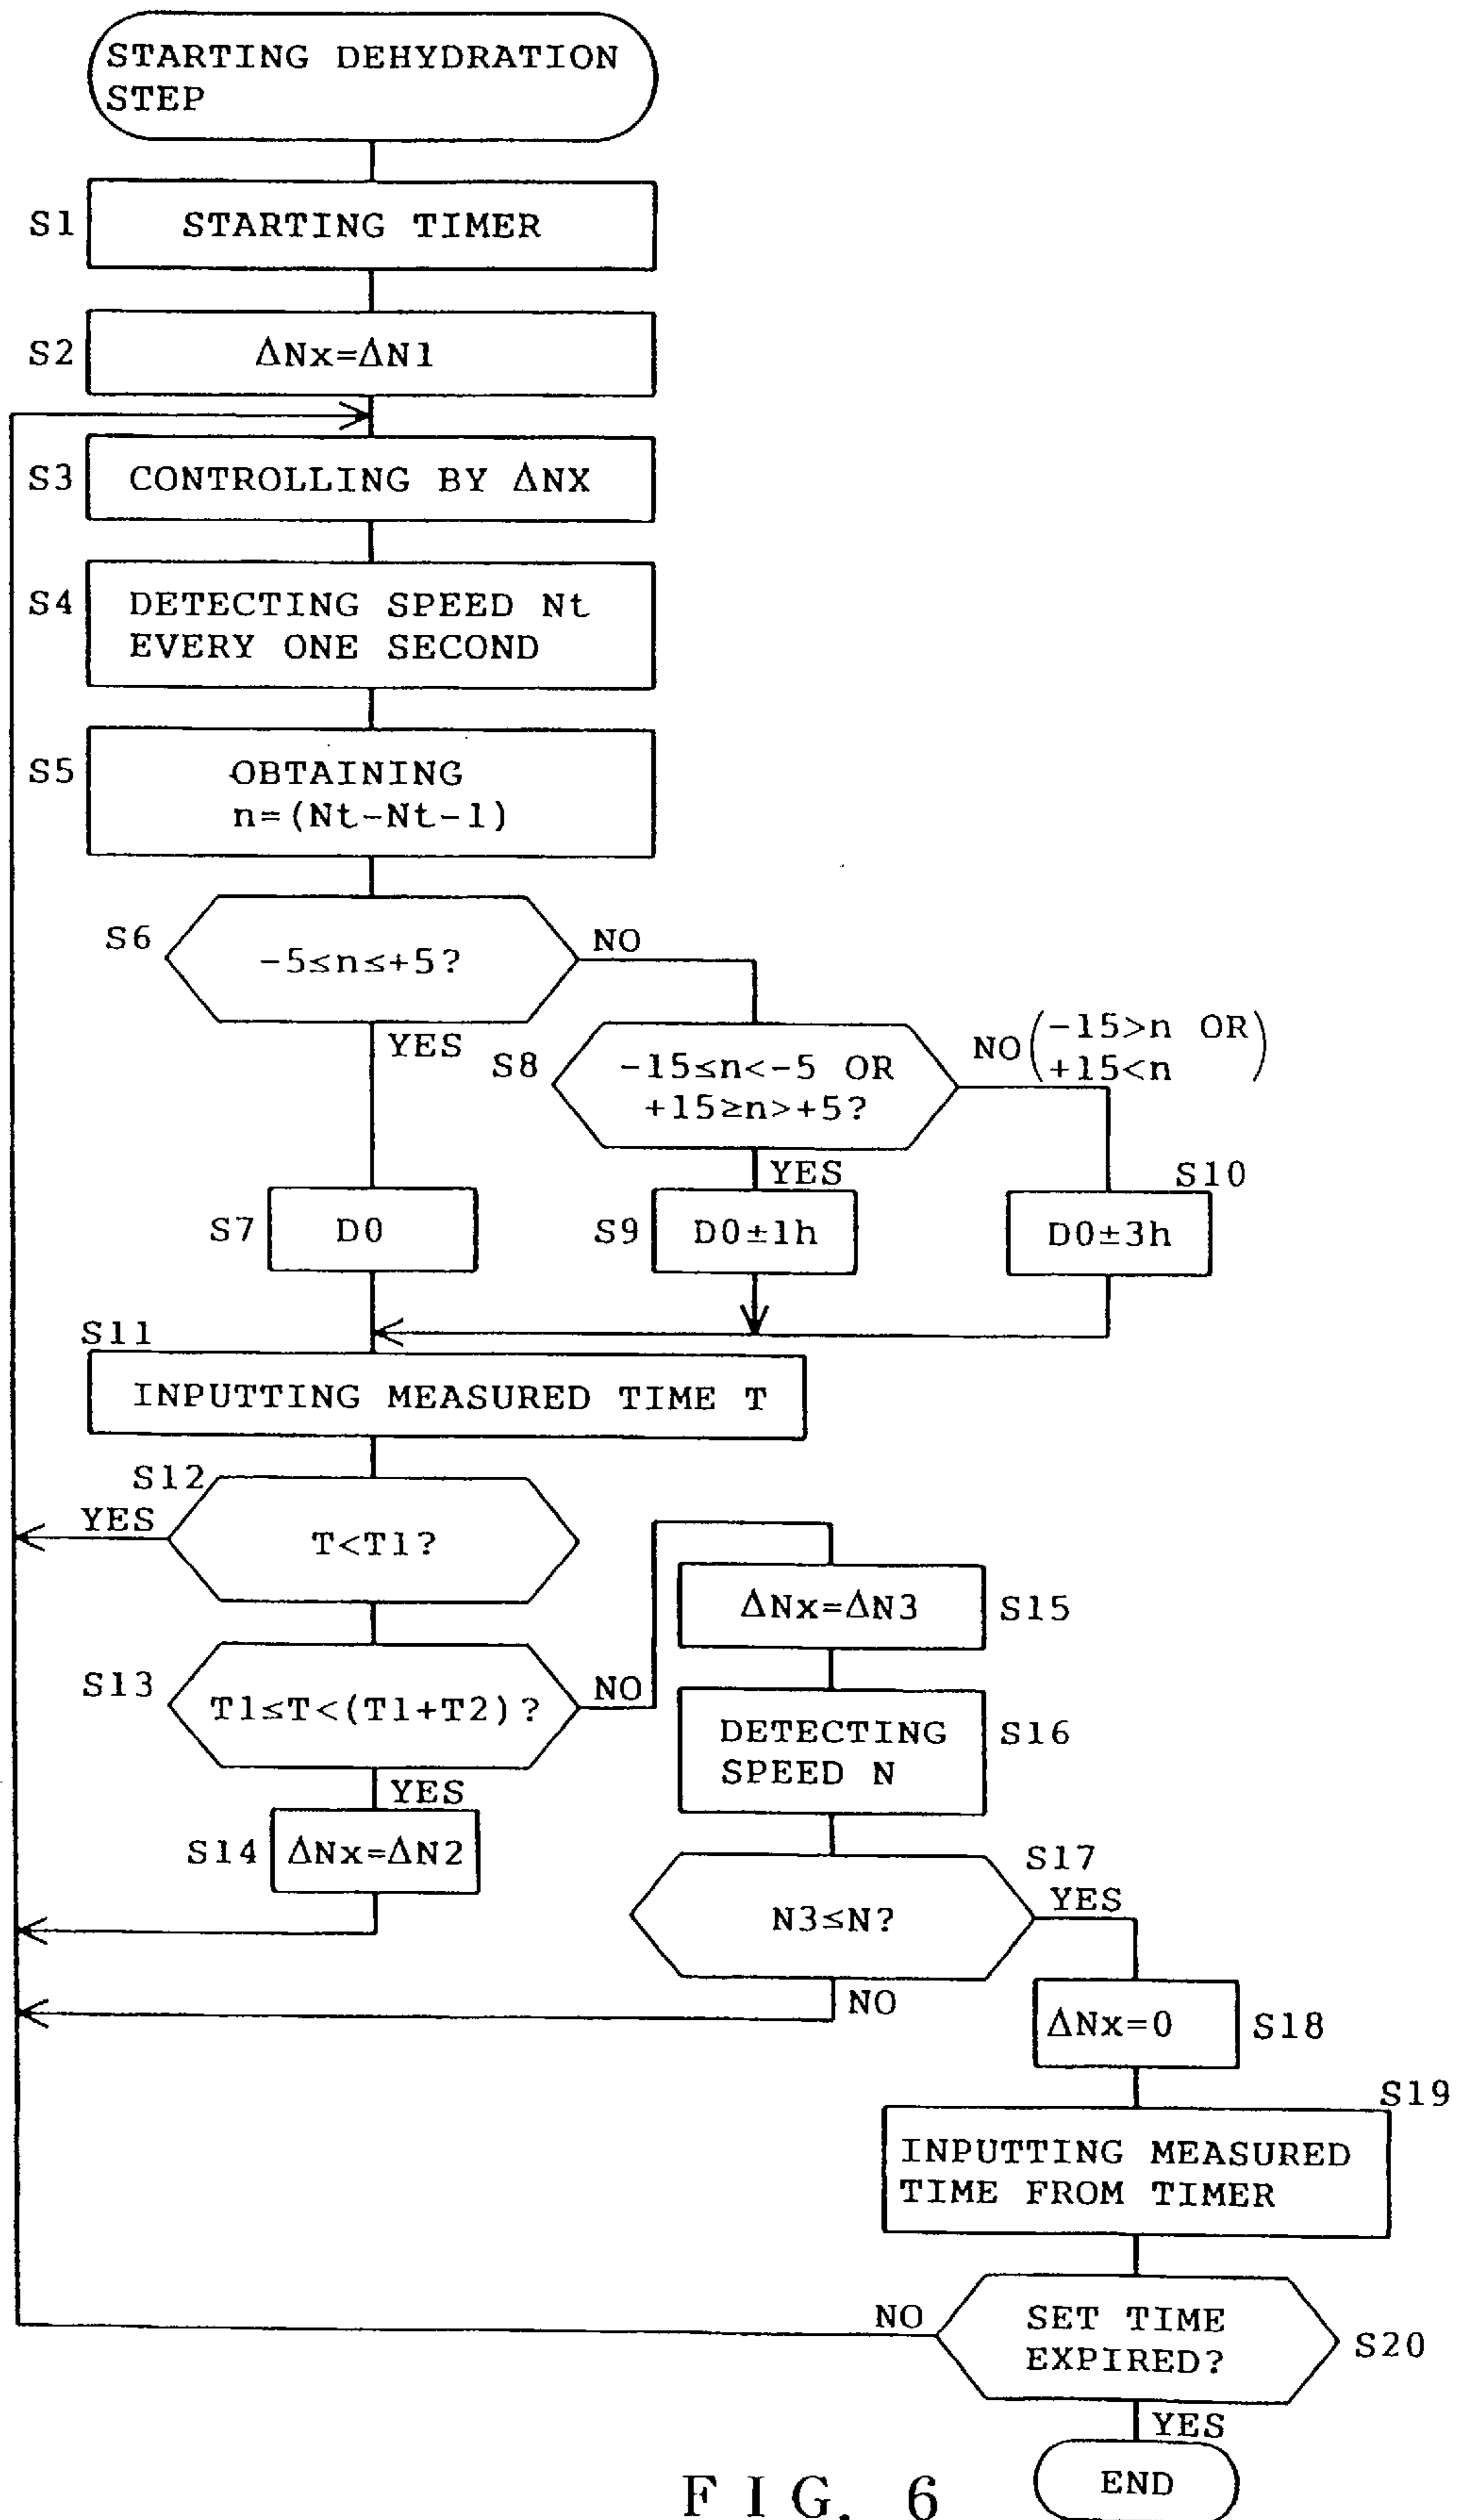 STARTING DEHYDRATION
STEP
S1
STARTING TIMER
S2
ΔNx=ΔN1
S3
CONTROLLING BY ΔNX
S4
DETECTING SPEED Nt
EVERY ONE SECOND
S5
OBTAINING
n=(Nt-Nt-1)
S6
-5≤n≤+5?
NO
YES
S8
-15≤n<-5 OR
+15≥n>+5?
NO
(-15>n OR
+15<n)
YES
S7
D0
S9
D0±1h
S10
D0±3h
S11
INPUTTING MEASURED TIME T
S12
YES
T<T1?
S13
T1≤T<(T1+T2)?
NO
YES
S14
ΔNx=ΔN2
ΔNx=ΔN3
S15
DETECTING
SPEED N
S16
S17
N3≤N?
YES
NO
ΔNx=0
S18
S19
INPUTTING MEASURED
TIME FROM TIMER
NO
SET TIME
EXPIRED?
S20
YES
END
FIG. 6